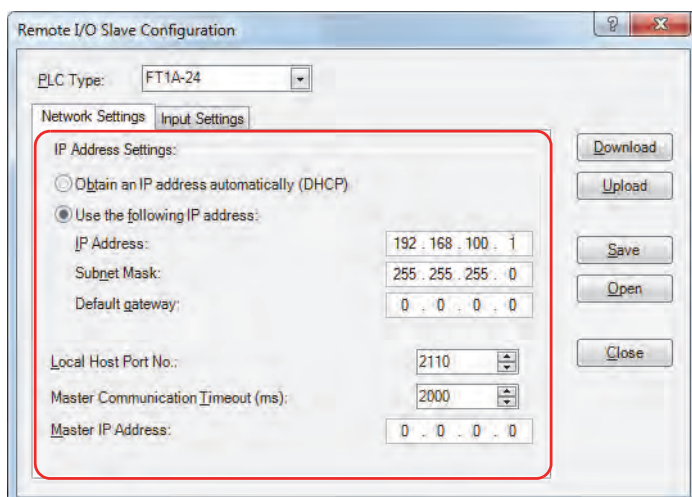 Remote I/O Slave Configuration
PLC Type: FT1A-24
Network Settings Input Settings
IP Address Settings:
Download
Obtain an IP address automatically (DHCP)
Upload
Use the following IP address:
IP Address: 192 . 168 . 100 . 1
Save
Subnet Mask: 255 . 255 . 255 . 0
Open
Default gateway: 0 . 0 . 0 . 0
Local Host Port No.: 2110
Close
Master Communication Timeout (ms): 2000
Master IP Address: 0 . 0 . 0 . 0